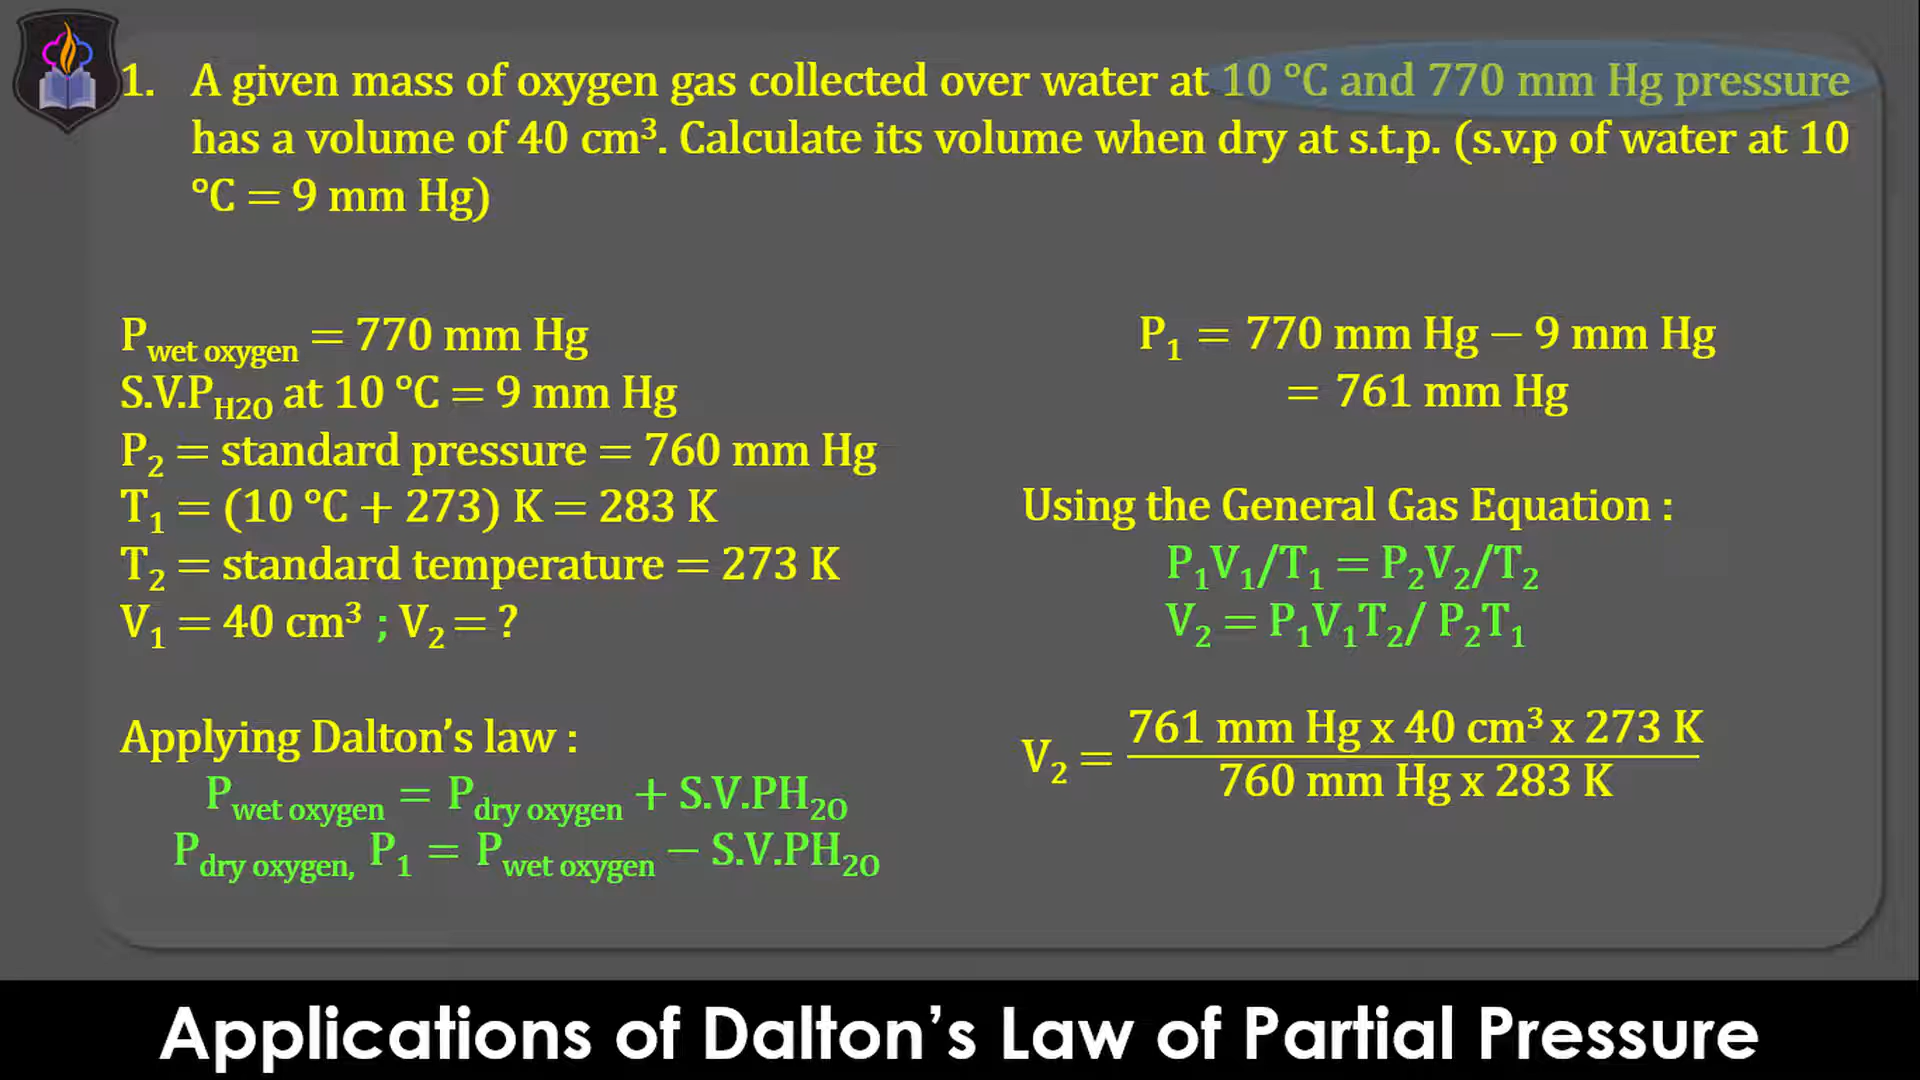 1. A given mass of oxygen gas collected over water at 10 °C and 770 mm Hg pressure
has a volume of 40 cm³. Calculate its volume when dry at s.t.p. (s.v.p of water at 10
°C = 9 mm Hg)
P wet oxygen = 770 mm Hg
S.V.P H2O at 10 °C = 9 mm Hg
P₂ = standard pressure = 760 mm Hg
T₁ = (10 °C + 273) K = 283 K
T₂ = standard temperature = 273 K
V₁ = 40 cm³ ; V₂ = ?
Applying Dalton’s law :
P wet oxygen = P dry oxygen + S.V.PH₂O
P dry oxygen, P₁ = P wet oxygen − S.V.PH₂O
P₁ = 770 mm Hg − 9 mm Hg
= 761 mm Hg
Using the General Gas Equation :
P₁V₁/T₁ = P₂V₂/T₂
V₂ = P₁V₁T₂/ P₂T₁
V₂ = 761 mm Hg x 40 cm³ x 273 K
760 mm Hg x 283 K
Applications of Dalton’s Law of Partial Pressure